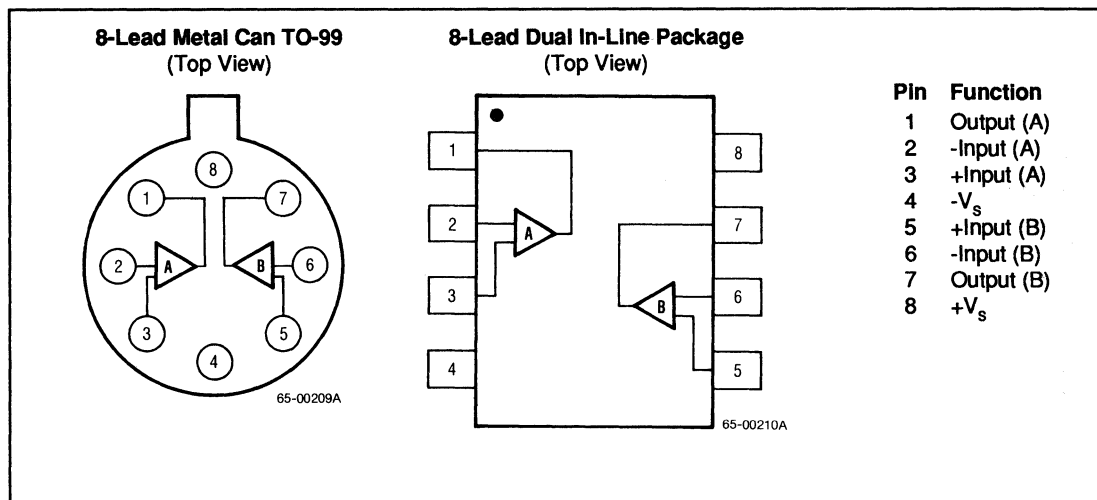 8-Lead Metal Can TO-99
(Top View)
8
1
7
2
A
B
6
3
5
4
65-00209A
8-Lead Dual In-Line Package
(Top View)
1
8
2
A
7
3
B
6
4
5
65-00210A
Pin Function
1 Output (A)
2 -Input (A)
3 +Input (A)
4 -Vs
5 +Input (B)
6 -Input (B)
7 Output (B)
8 +Vs